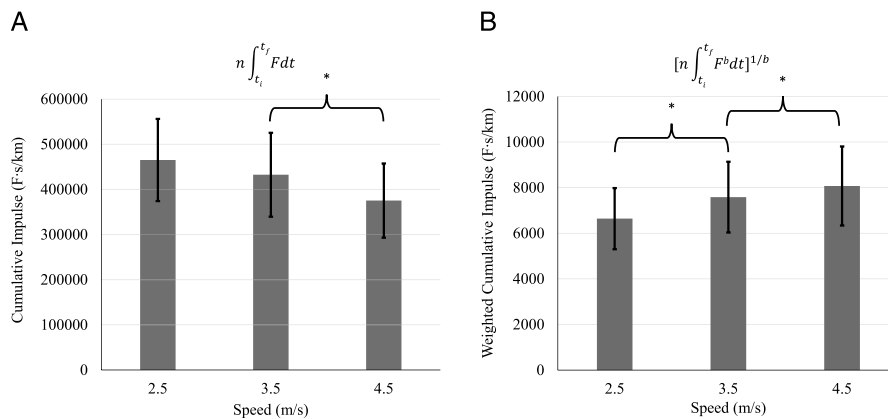 A
n∫_{t_i}^{t_f} Fdt
*
600000
500000
400000
300000
200000
100000
0
Cumulative Impulse (F·s/km)
2.5 3.5 4.5
Speed (m/s)
B
[n∫_{t_i}^{t_f} F^b dt]^{1/b}
*
*
12000
10000
8000
6000
4000
2000
0
Weighted Cumulative Impulse (F·s/km)
2.5 3.5 4.5
Speed (m/s)